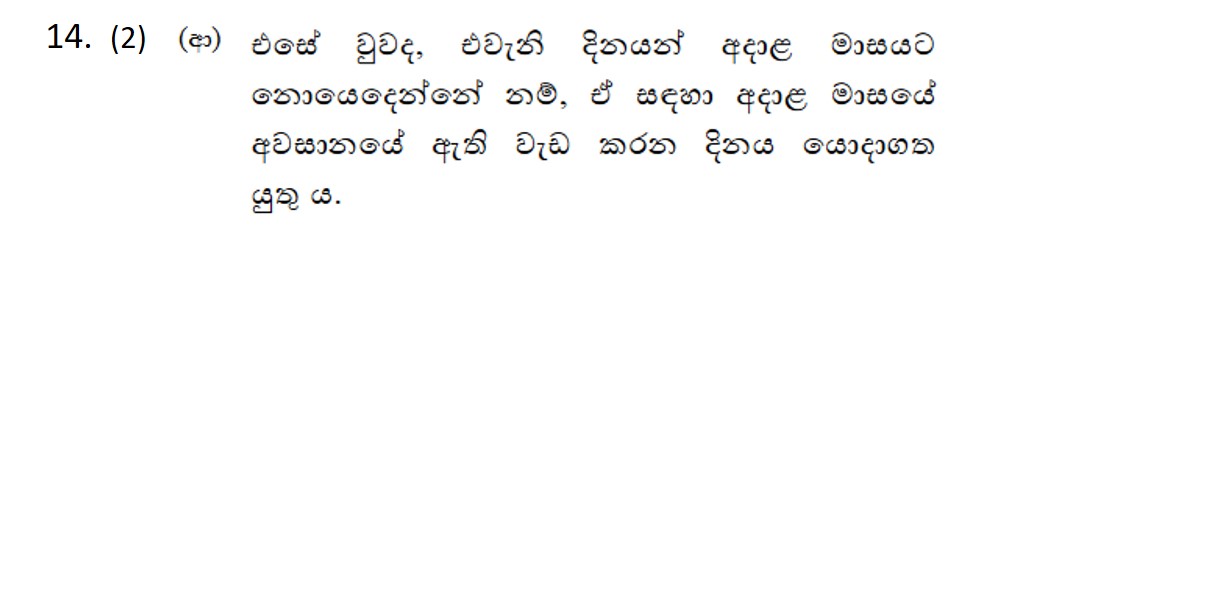 14. (2) (ආ) එසේ වුවද, එවැනි දිනයන් අදාළ මාසයට
නොයෙදෙන්නේ නම්, ඒ සඳහා අදාළ මාසයේ
අවසානයේ ඇති වැඩ කරන දිනය යොදාගත
යුතු ය.